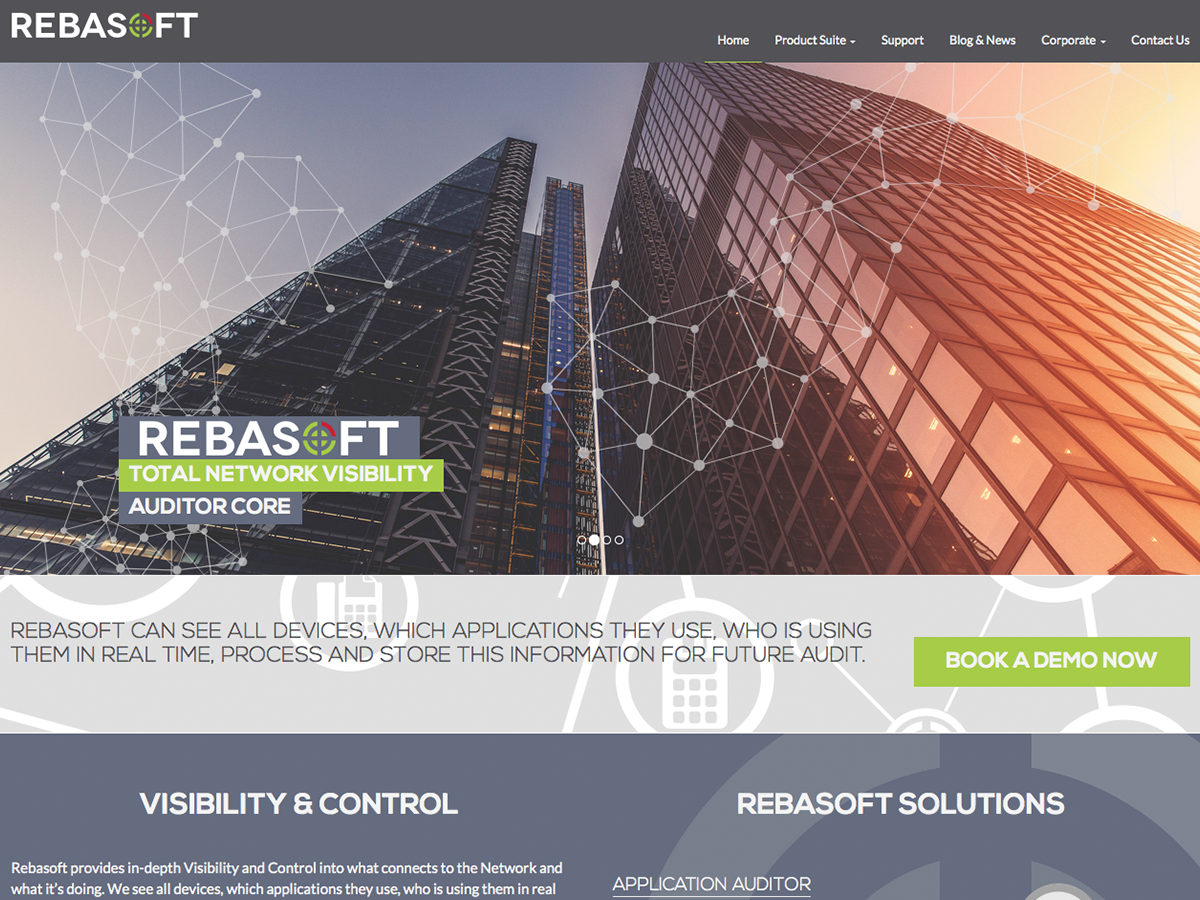 REBASOFT
Home Product Suite Support Blog & News Corporate Contact Us
REBASOFT
TOTAL NETWORK VISIBILITY
AUDITOR CORE
REBASOFT CAN SEE ALL DEVICES, WHICH APPLICATIONS THEY USE, WHO IS USING
THEM IN REAL TIME, PROCESS AND STORE THIS INFORMATION FOR FUTURE AUDIT.
BOOK A DEMO NOW
VISIBILITY & CONTROL
Rebasoft provides in-depth Visibility and Control into what connects to the Network and
what it's doing. We see all devices, which applications they use, who is using them in real
REBASOFT SOLUTIONS
APPLICATION AUDITOR